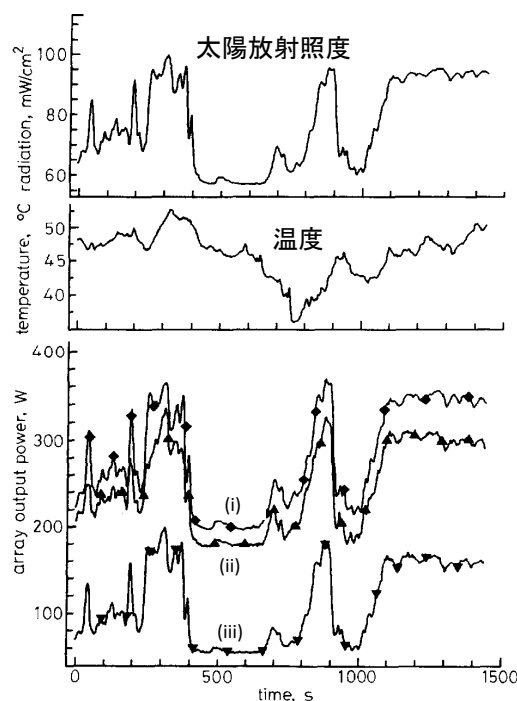 太陽放射照度
radiation, mW/cm²
100
80
60
温度
temperature, °C
50
45
40
array output power, W
400
300
200
100
(i)
(ii)
(iii)
0
500
1000
1500
time, s